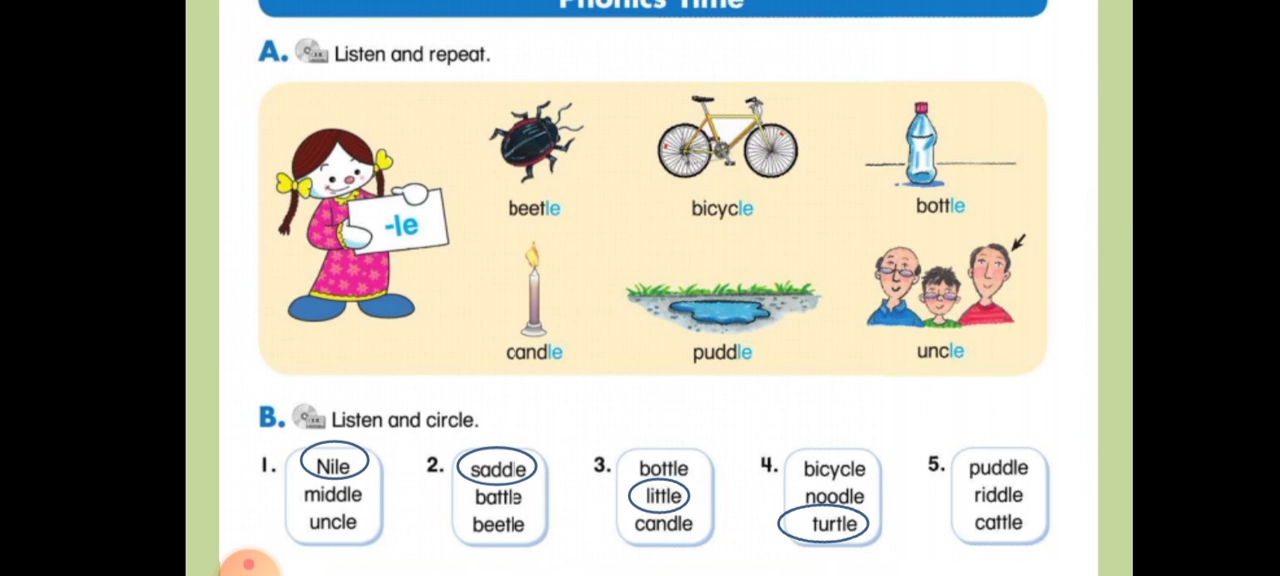 Phonics Time
A. Listen and repeat.
-le
beetle bicycle bottle
candle puddle uncle
B. Listen and circle.
1. Nile
middle
uncle
2. saddle
battle
beetle
3. bottle
little
candle
4. bicycle
noodle
turtle
5. puddle
riddle
cattle